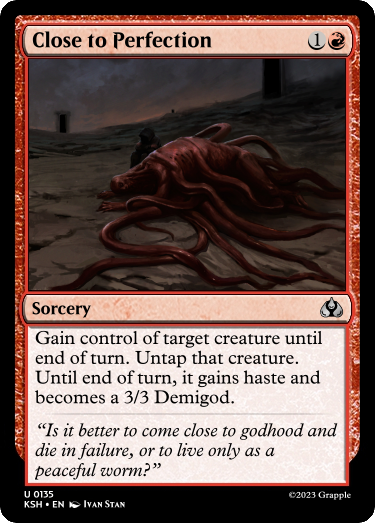 Close to Perfection 1
Sorcery
Gain control of target creature until
end of turn. Untap that creature.
Until end of turn, it gains haste and
becomes a 3/3 Demigod.
“Is it better to come close to godhood and
die in failure, or to live only as a
peaceful worm?”
U 0135
KSH • EN Ivan Stan
©2023 Grapple